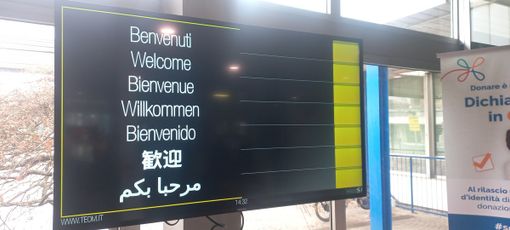 Benvenuti
Welcome
Bienvenue
Willkommen
Bienvenido
歓迎
مرحبا بكم
WWW.TEOM.IT
14:32
Donare è
Dichia
in
Al rilascio
d'identità d
donazio